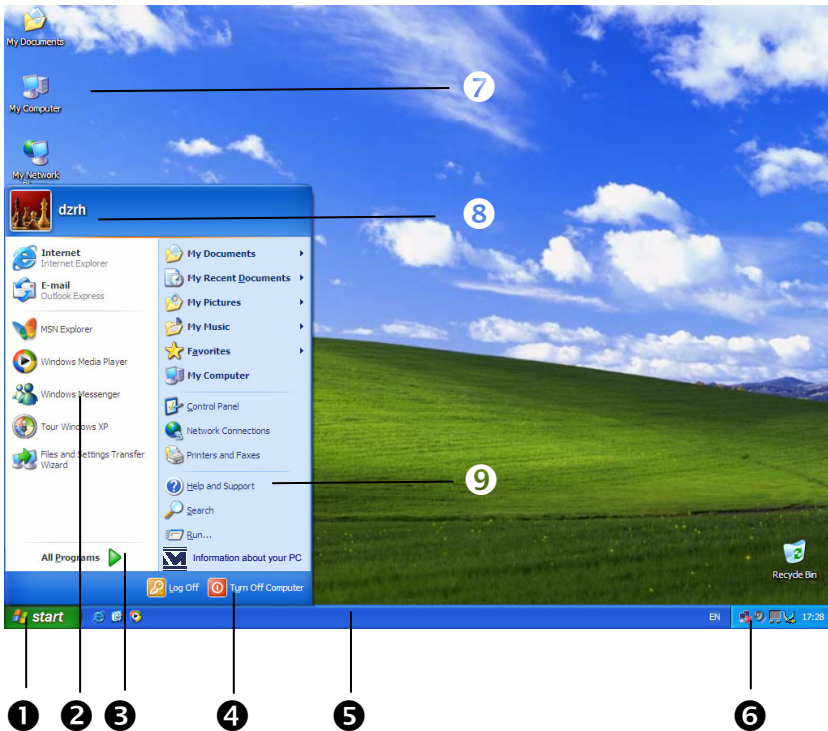 My Documents
My Computer
7
My Network
dzrh
8
Internet
Internet Explorer
E-mail
Outlook Express
MSN Explorer
Windows Media Player
Windows Messenger
Tour Windows XP
Files and Settings Transfer
Wizard
All Programs
My Documents
My Recent Documents
My Pictures
My Music
Favorites
My Computer
Control Panel
Network Connections
Printers and Faxes
Help and Support
9
Search
Run...
Information about your PC
Recycle Bin
Log Off
Turn Off Computer
start
EN
17:28
1
2
3
4
5
6